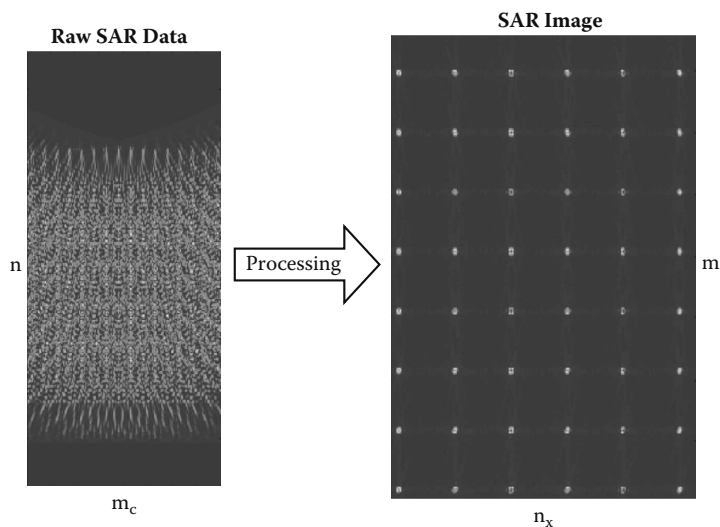 Raw SAR Data
SAR Image
n
Processing
m
m_c
n_x